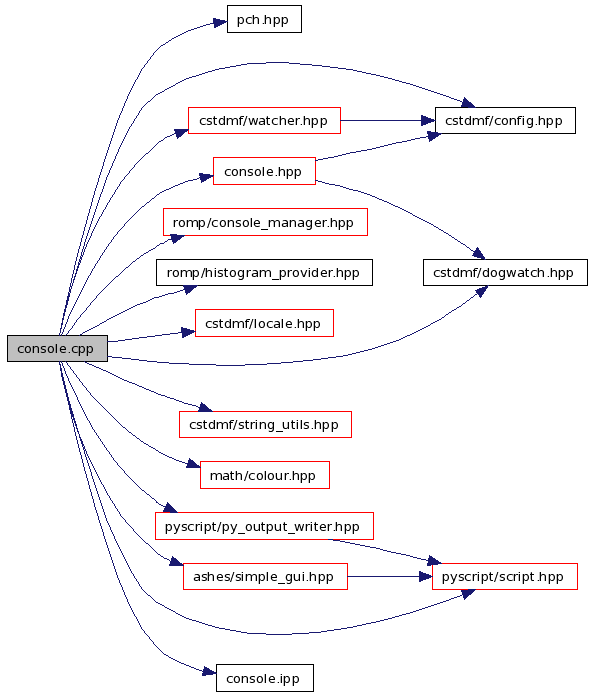 pch.hpp
cstdmf/watcher.hpp
cstdmf/config.hpp
console.hpp
romp/console_manager.hpp
romp/histogram_provider.hpp
cstdmf/dogwatch.hpp
cstdmf/locale.hpp
console.cpp
cstdmf/string_utils.hpp
math/colour.hpp
pyscript/py_output_writer.hpp
ashes/simple_gui.hpp
pyscript/script.hpp
console.ipp